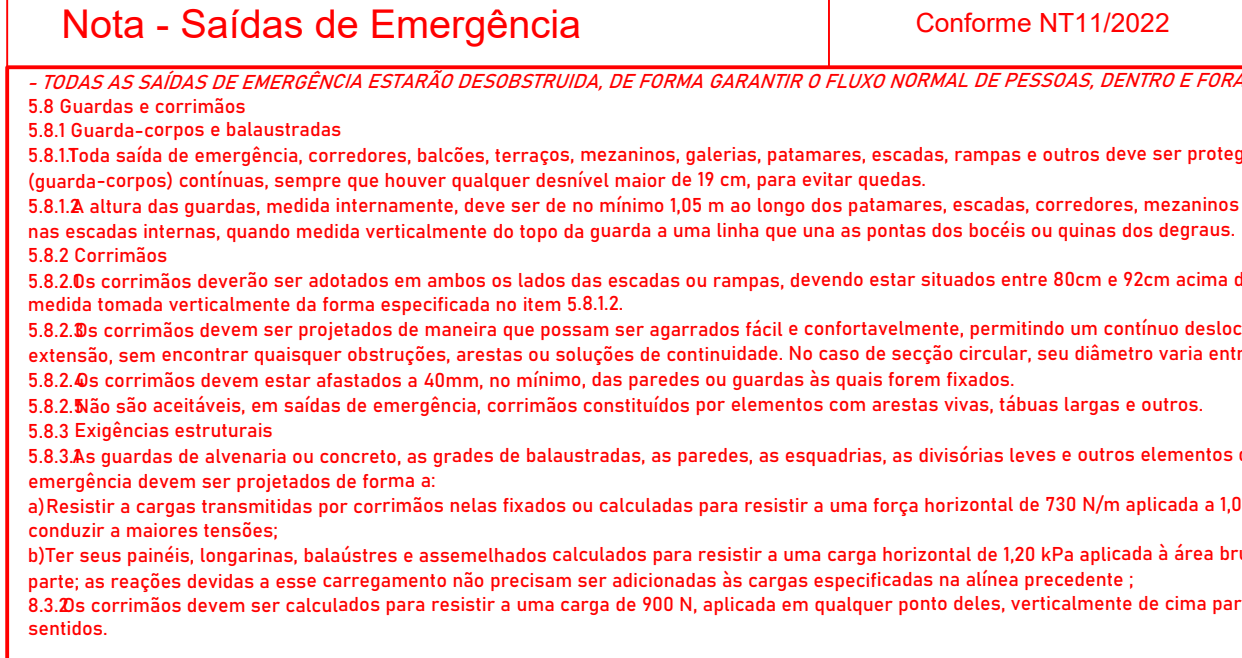 Nota - Saídas de Emergência
Conforme NT11/2022
- TODAS AS SAÍDAS DE EMERGÊNCIA ESTARÃO DESOBSTRUIDA, DE FORMA GARANTIR O FLUXO NORMAL DE PESSOAS, DENTRO E FORA
5.8 Guardas e corrimãos
5.8.1 Guarda-corpos e balaustradas
5.8.1.Toda saída de emergência, corredores, balcões, terraços, mezaninos, galerias, patamares, escadas, rampas e outros deve ser proteg
(guarda-corpos) contínuas, sempre que houver qualquer desnível maior de 19 cm, para evitar quedas.
5.8.1.2A altura das guardas, medida internamente, deve ser de no mínimo 1,05 m ao longo dos patamares, escadas, corredores, mezaninos
nas escadas internas, quando medida verticalmente do topo da guarda a uma linha que una as pontas dos bocéis ou quinas dos degraus.
5.8.2 Corrimãos
5.8.2.Os corrimãos deverão ser adotados em ambos os lados das escadas ou rampas, devendo estar situados entre 80cm e 92cm acima d
medida tomada verticalmente da forma especificada no item 5.8.1.2.
5.8.2.3Os corrimãos devem ser projetados de maneira que possam ser agarrados fácil e confortavelmente, permitindo um contínuo desloc
extensão, sem encontrar quaisquer obstruções, arestas ou soluções de continuidade. No caso de secção circular, seu diâmetro varia entr
5.8.2.4Os corrimãos devem estar afastados a 40mm, no mínimo, das paredes ou guardas às quais forem fixados.
5.8.2.5Não são aceitáveis, em saídas de emergência, corrimãos constituídos por elementos com arestas vivas, tábuas largas e outros.
5.8.3 Exigências estruturais
5.8.3.1As guardas de alvenaria ou concreto, as grades de balaustradas, as paredes, as esquadrias, as divisórias leves e outros elementos
emergência devem ser projetados de forma a:
a)Resistir a cargas transmitidas por corrimãos nelas fixados ou calculadas para resistir a uma força horizontal de 730 N/m aplicada a 1,0
conduzir a maiores tensões;
b)Ter seus painéis, longarinas, balaústres e assemelhados calculados para resistir a uma carga horizontal de 1,20 kPa aplicada à área bru
parte; as reações devidas a esse carregamento não precisam ser adicionadas às cargas especificadas na alínea precedente ;
8.3.2Os corrimãos devem ser calculados para resistir a uma carga de 900 N, aplicada em qualquer ponto deles, verticalmente de cima par
sentidos.